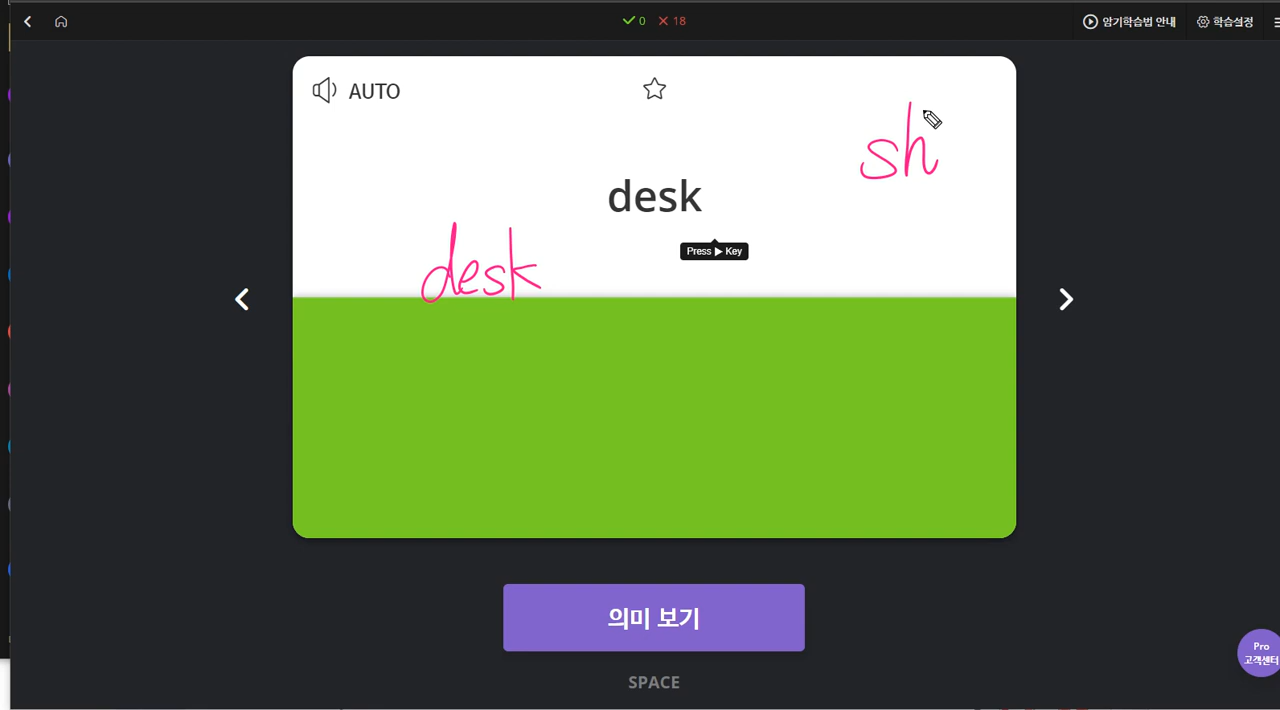 0 18 암기학습법 안내 학습설정
AUTO
sh
desk
Press ▶ Key
desk
의미 보기
SPACE
Pro
고객센터